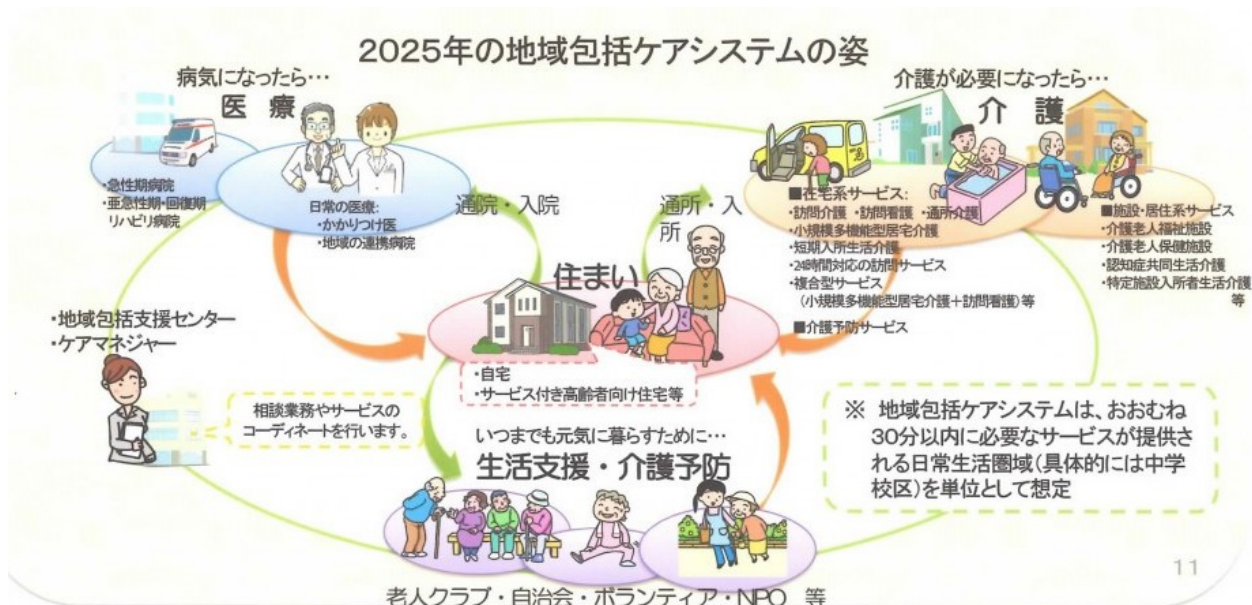 2025年の地域包括ケアシステムの姿
病気になったら…
医 療
・急性期病院
・亜急性期・回復期
リハビリ病院
日常の医療:
・かかりつけ医
・地域の連携病院
通院・入院
通所・入
所
介護が必要になったら…
介 護
■在宅系サービス:
・訪問介護・訪問看護・通所介護
・小規模多機能型居宅介護
・短期入所生活介護
・24時間対応の訪問サービス
・複合型サービス
(小規模多機能型居宅介護+訪問看護)等
■介護予防サービス
■施設・居住系サービス
・介護老人福祉施設
・介護老人保健施設
・認知症共同生活介護
・特定施設入所者生活介護
等
住まい
・自宅
・サービス付き高齢者向け住宅等
・地域包括支援センター
・ケアマネジャー
相談業務やサービスの
コーディネートを行います。
いつまでも元気に暮らすために…
生活支援・介護予防
老人クラブ・自治会・ボランティア・NPO 等
※ 地域包括ケアシステムは、おおむね
30分以内に必要なサービスが提供さ
れる日常生活圏域(具体的には中学
校区)を単位として想定
11